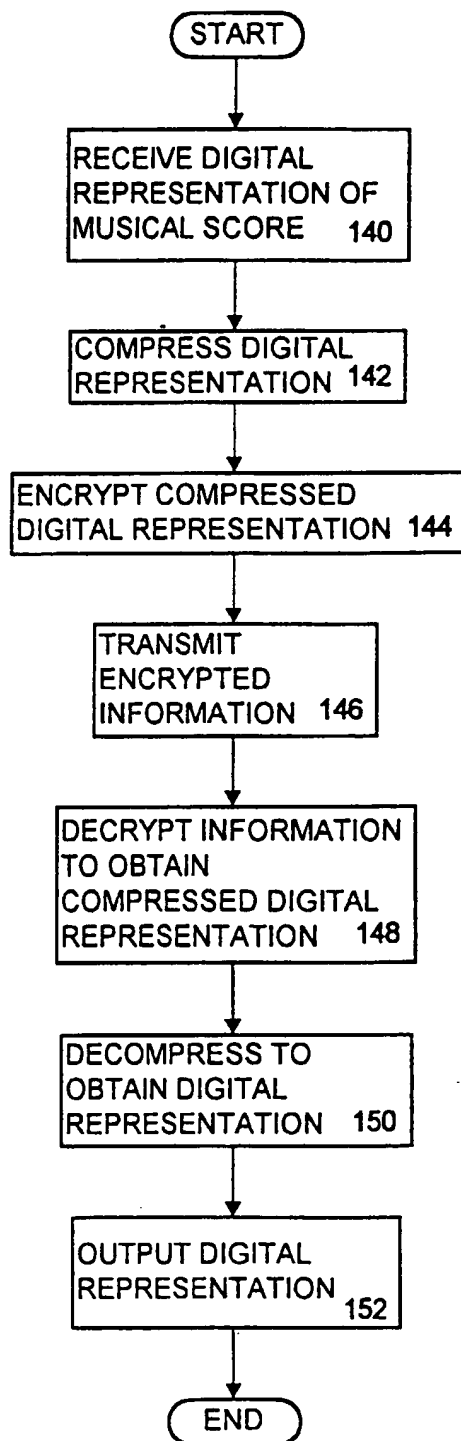 START
RECEIVE DIGITAL
REPRESENTATION OF
MUSICAL SCORE 140
COMPRESS DIGITAL
REPRESENTATION 142
ENCRYPT COMPRESSED
DIGITAL REPRESENTATION 144
TRANSMIT
ENCRYPTED
INFORMATION 146
DECRYPT INFORMATION
TO OBTAIN
COMPRESSED DIGITAL
REPRESENTATION 148
DECOMPRESS TO
OBTAIN DIGITAL
REPRESENTATION 150
OUTPUT DIGITAL
REPRESENTATION
152
END